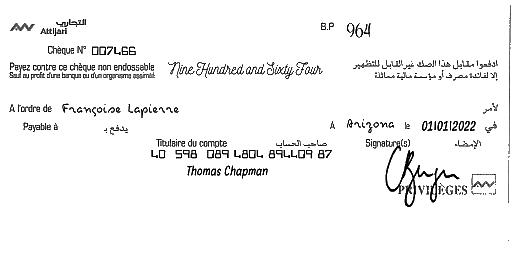 التجاري
Attijari
B.P 964
Chèque N° 007466
Payez contre ce chèque non endossable
Sauf au profit d'une banque ou d'un organisme assimilé
Nine Hundred and Sixty Four
ادفعوا مقابل هذا الصك غير القابل للتظهير
إلا لفائدة مصرف أو مؤسسة مالية مماثلة
A l'ordre de Françoise Lapierre لأمر
Payable à يدفع بـ
A Arizona le 01/01/2022 في
Titulaire du compte صاحب الحساب
Signature(s) الإمضاء
40 598 089 4804 894409 87
Thomas Chapman
PRIVILÈGES